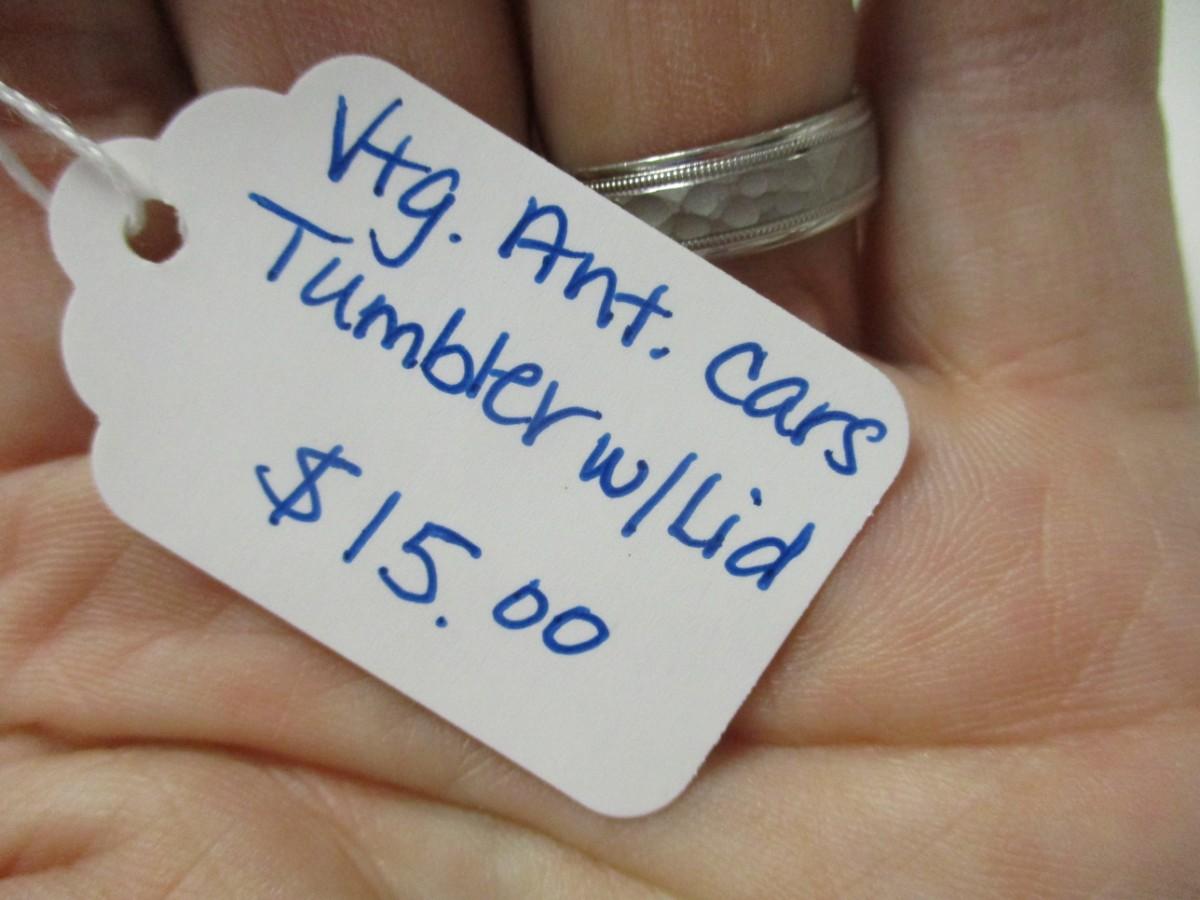 Vtg. Ant. Cars
Tumbler w/Lid
$15.00